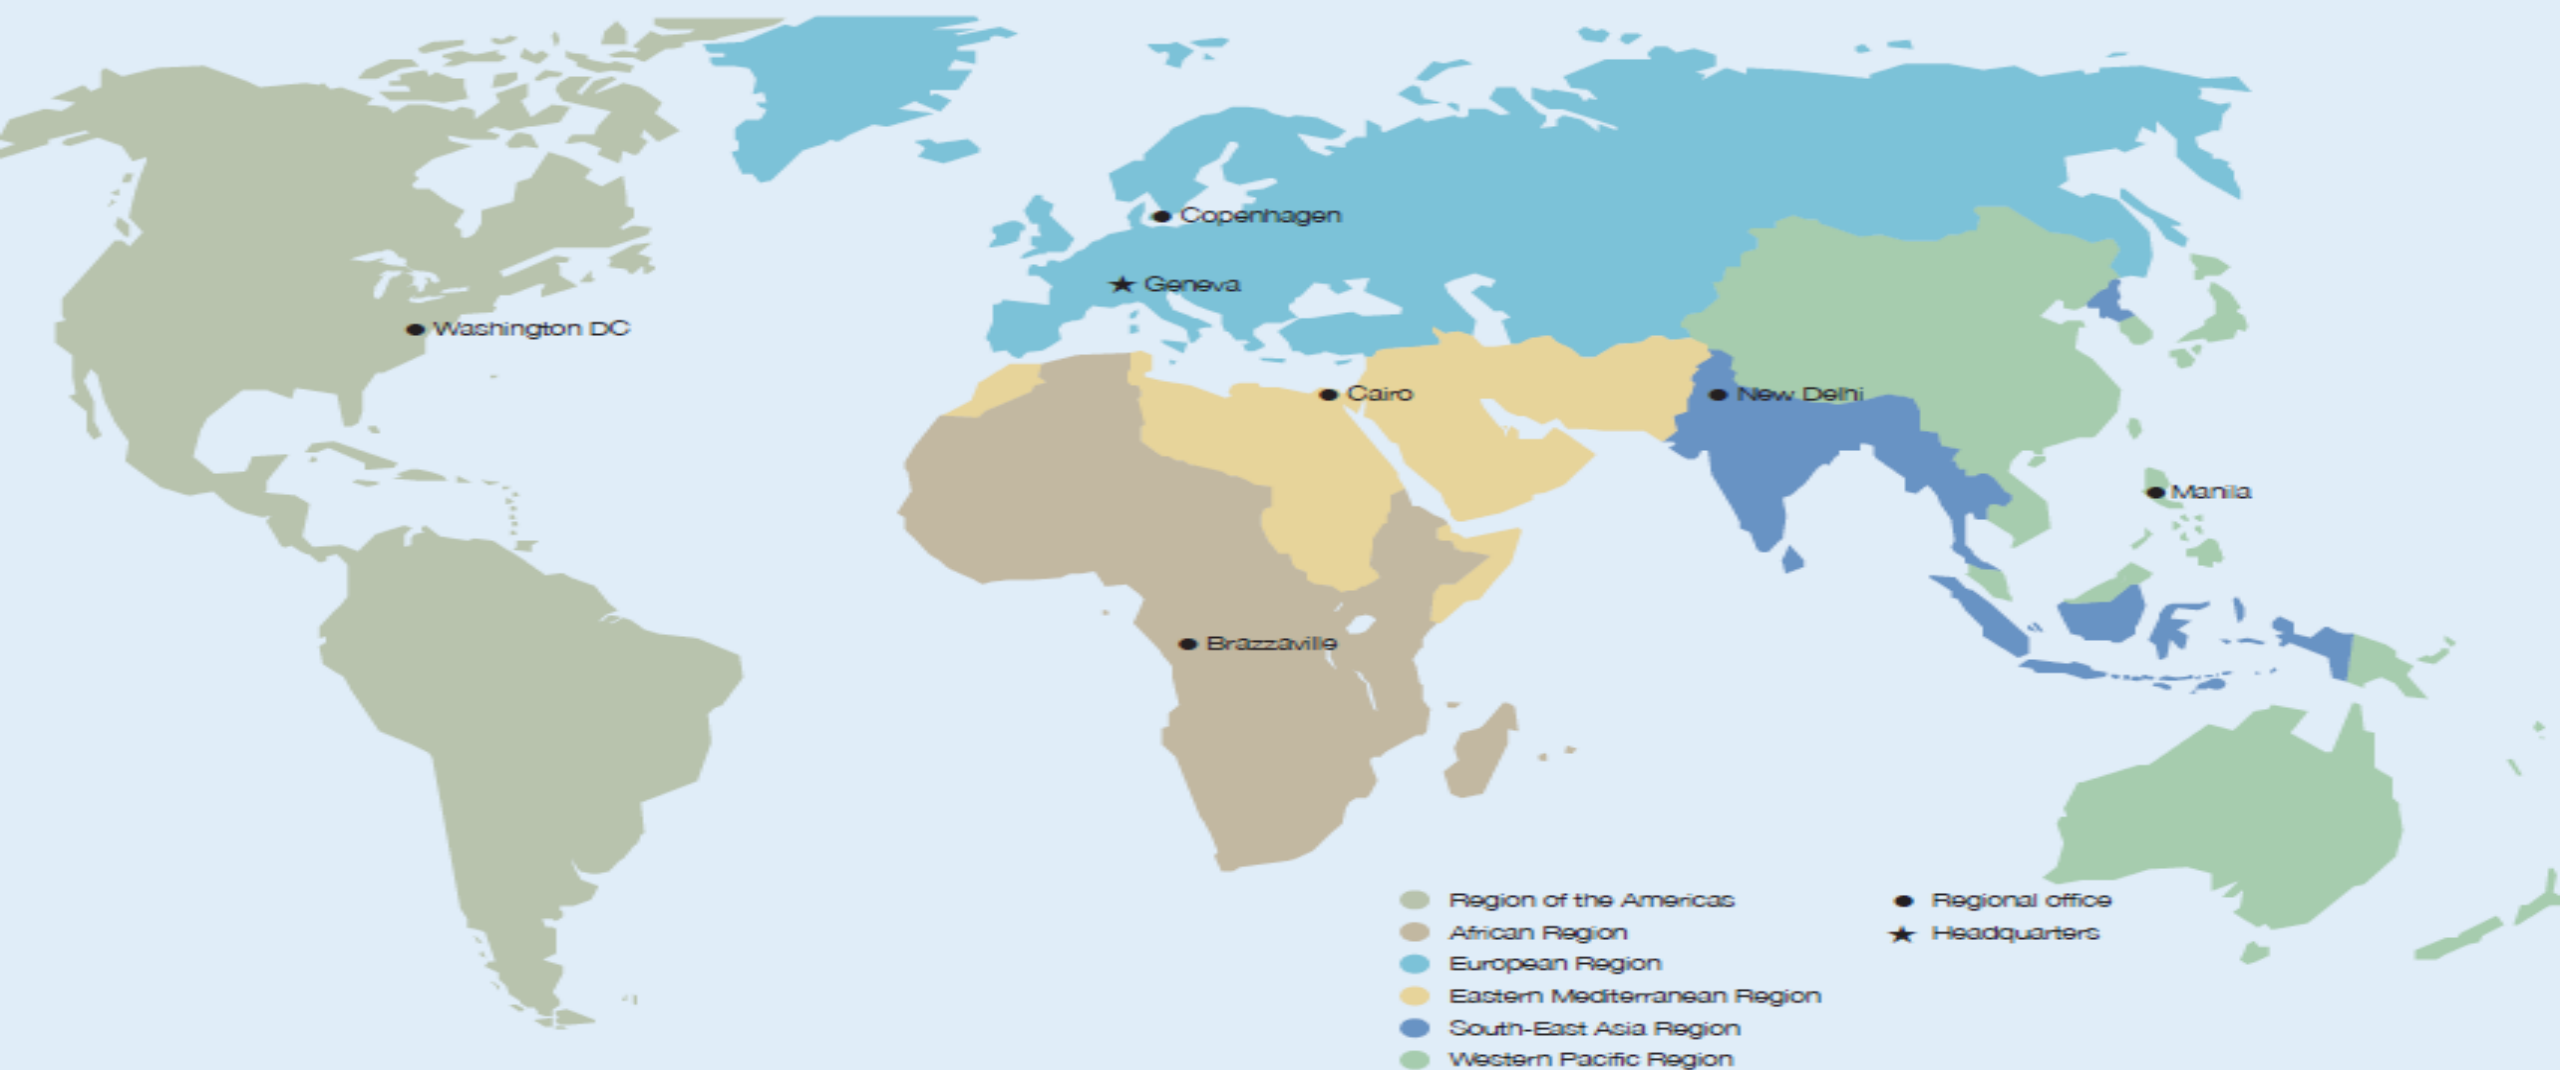 Copenhagen
Geneva
Washington DC
Cairo
New Delhi
Manila
Brazzaville
Region of the Americas
African Region
European Region
Eastern Mediterranean Region
South-East Asia Region
Western Pacific Region
Regional office
Headquarters